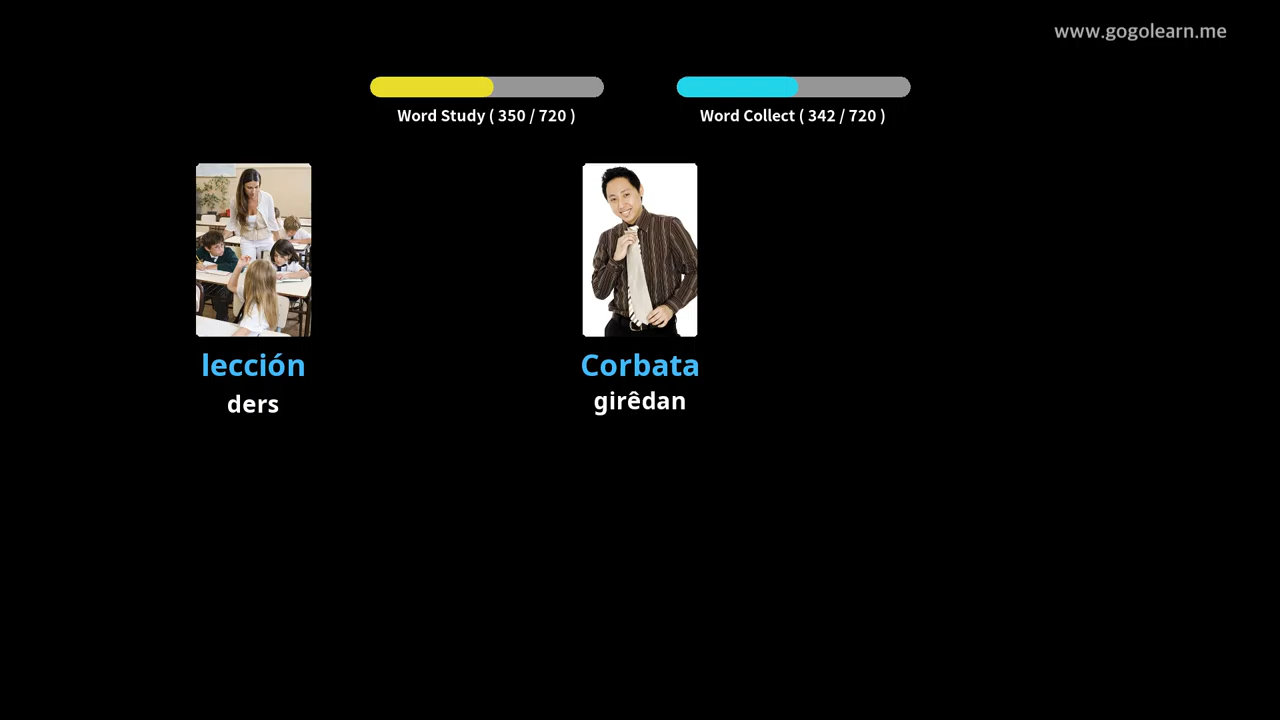 www.gogolearn.me
Word Study ( 350 / 720 )
Word Collect ( 342 / 720 )
lección
ders
Corbata
girêdan